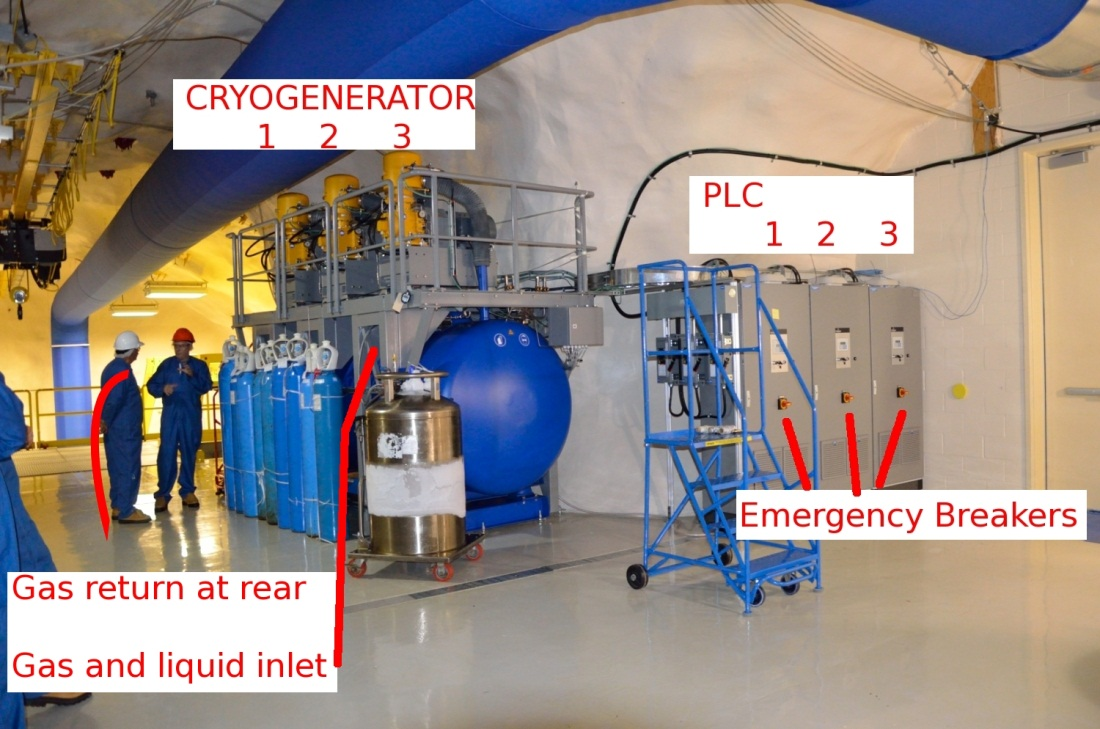 CRYOGENERATOR
1 2 3
PLC
1 2 3
Emergency Breakers
Gas return at rear
Gas and liquid inlet